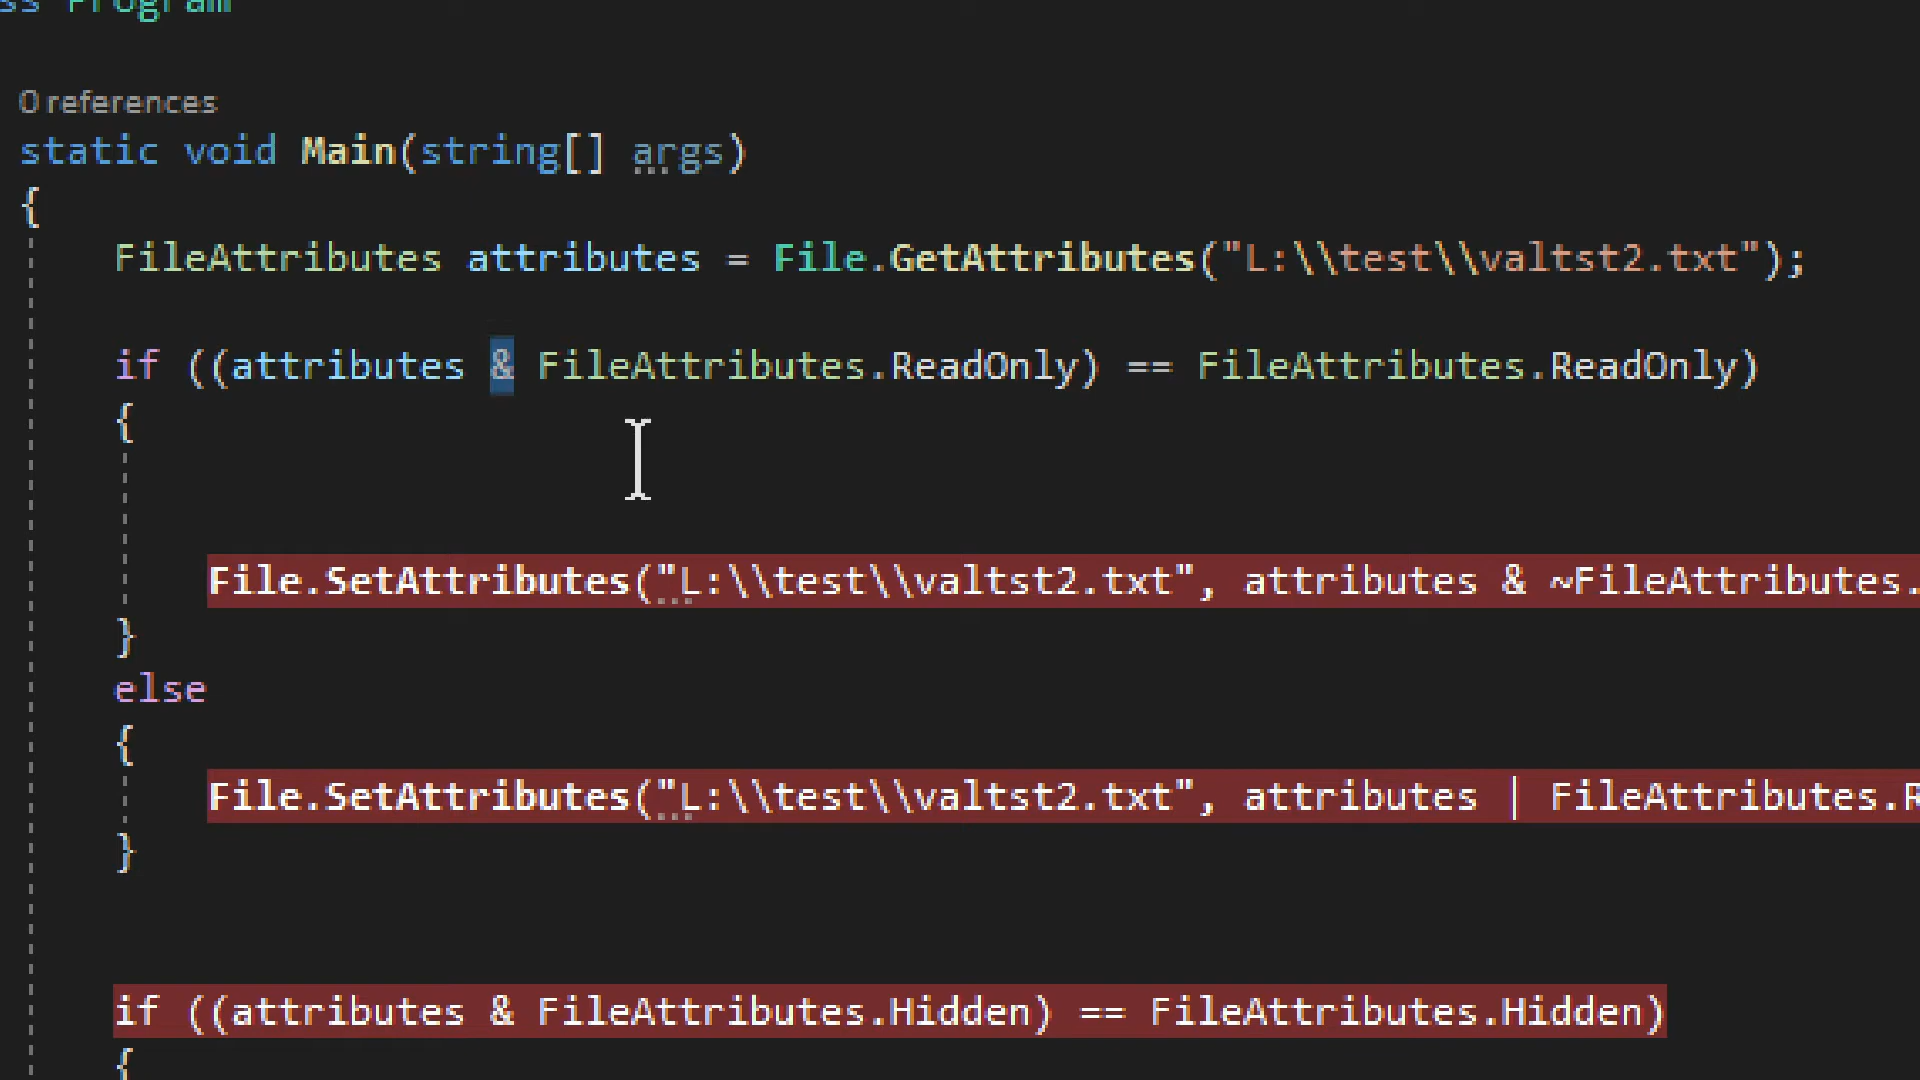 ss Program
0 references
static void Main(string[] args)
{
FileAttributes attributes = File.GetAttributes("L:\\test\\valtst2.txt");
if ((attributes & FileAttributes.ReadOnly) == FileAttributes.ReadOnly)
{
File.SetAttributes("L:\\test\\valtst2.txt", attributes & ~FileAttributes.
}
else
{
File.SetAttributes("L:\\test\\valtst2.txt", attributes | FileAttributes.R
}
if ((attributes & FileAttributes.Hidden) == FileAttributes.Hidden)
{